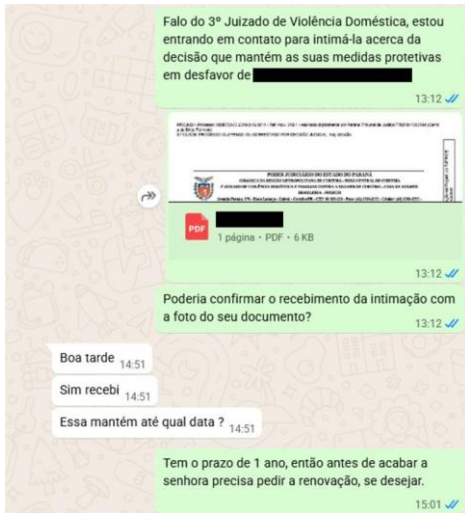 Falo do 3º Juizado de Violência Doméstica, estou
entrando em contato para intimá-la acerca da
decisão que mantém as suas medidas protetivas
em desfavor de
13:12
PODER JUDICIÁRIO DO ESTADO DO PARANÁ
PDF
1 página • PDF • 6 KB
13:12
Poderia confirmar o recebimento da intimação com
a foto do seu documento?
13:12
Boa tarde 14:51
Sim recebi 14:51
Essa mantém até qual data ? 14:51
Tem o prazo de 1 ano, então antes de acabar a
senhora precisa pedir a renovação, se desejar.
15:01